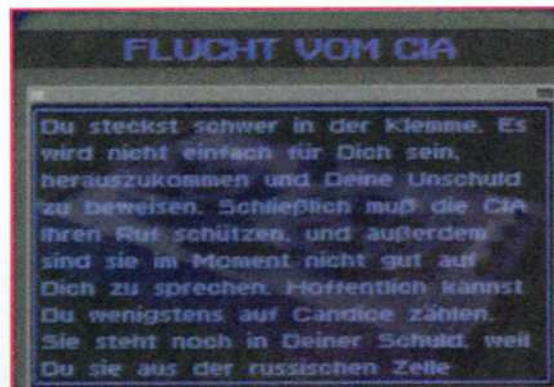 FLUCHT VOM CIA
Du steckst schwer in der Klemme. Es
wird nicht einfach für Dich sein,
herauszukommen und Deine Unschuld
zu beweisen. Schließlich muß die CIA
ihren Ruf schützen, und außerdem
sind sie im Moment nicht gut auf
Dich zu sprechen. Hoffentlich kannst
Du wenigstens auf Candice zählen.
Sie steht noch in Deiner Schuld, weil
Du sie aus der russischen Zelle